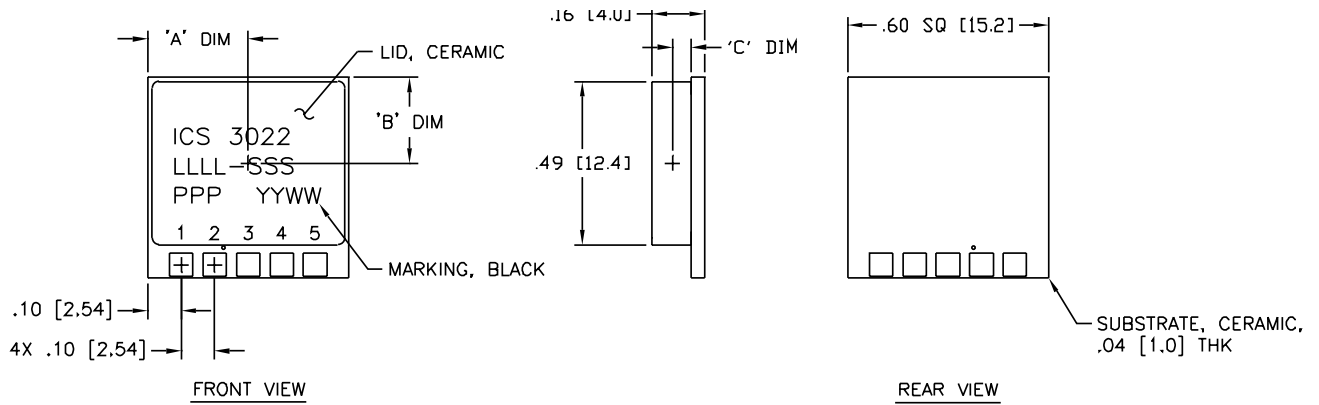 .16 [4.0]
.60 SQ [15.2]
'A' DIM
'C' DIM
LID, CERAMIC
'B' DIM
ICS 3022
LLLL-SSS
PPP YYWW
.49 [12.4]
1 2 3 4 5
MARKING, BLACK
.10 [2.54]
4X .10 [2.54]
SUBSTRATE, CERAMIC,
.04 [1.0] THK
FRONT VIEW
REAR VIEW